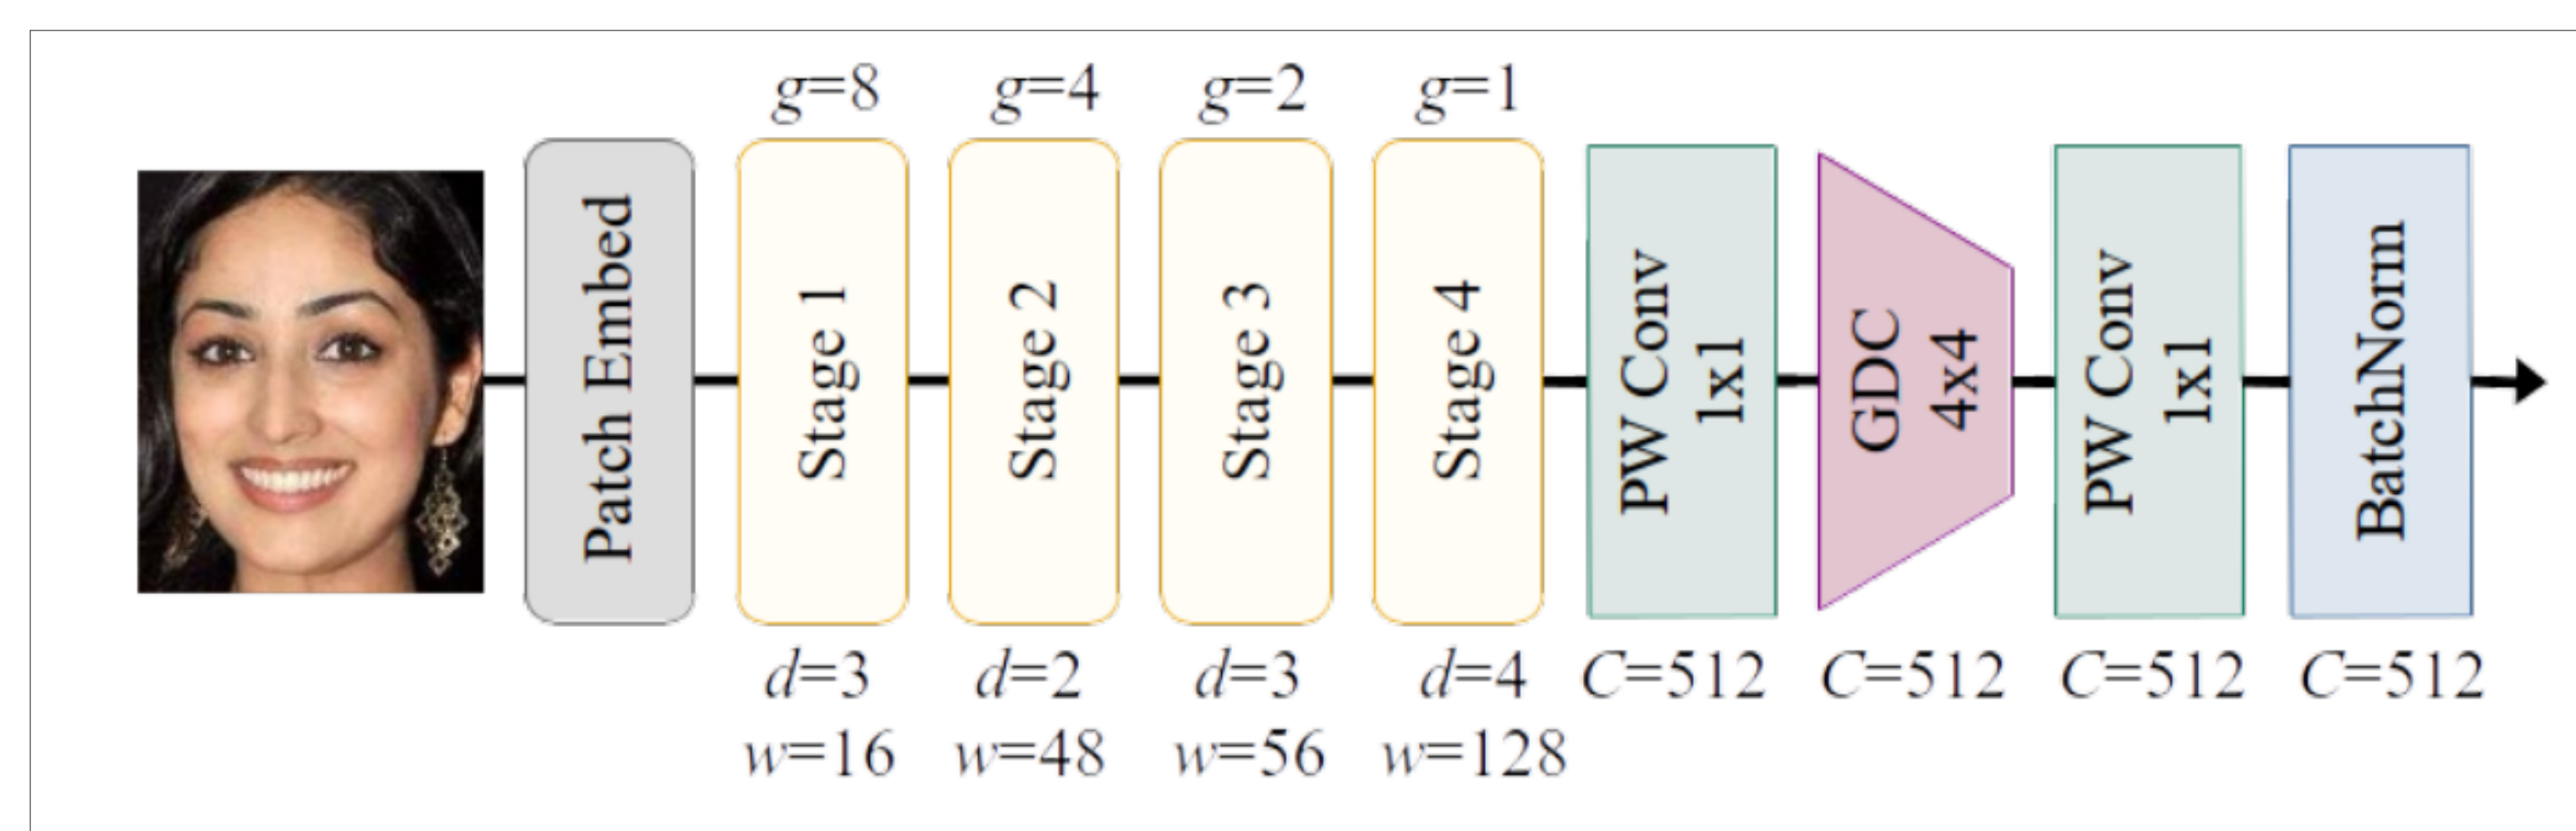 g=8
g=4
g=2
g=1
Patch Embed
Stage 1
Stage 2
Stage 3
Stage 4
PW Conv
1x1
GDC
4x4
PW Conv
1x1
BatchNorm
d=3
w=16
d=2
w=48
d=3
w=56
d=4
w=128
C=512
C=512
C=512
C=512